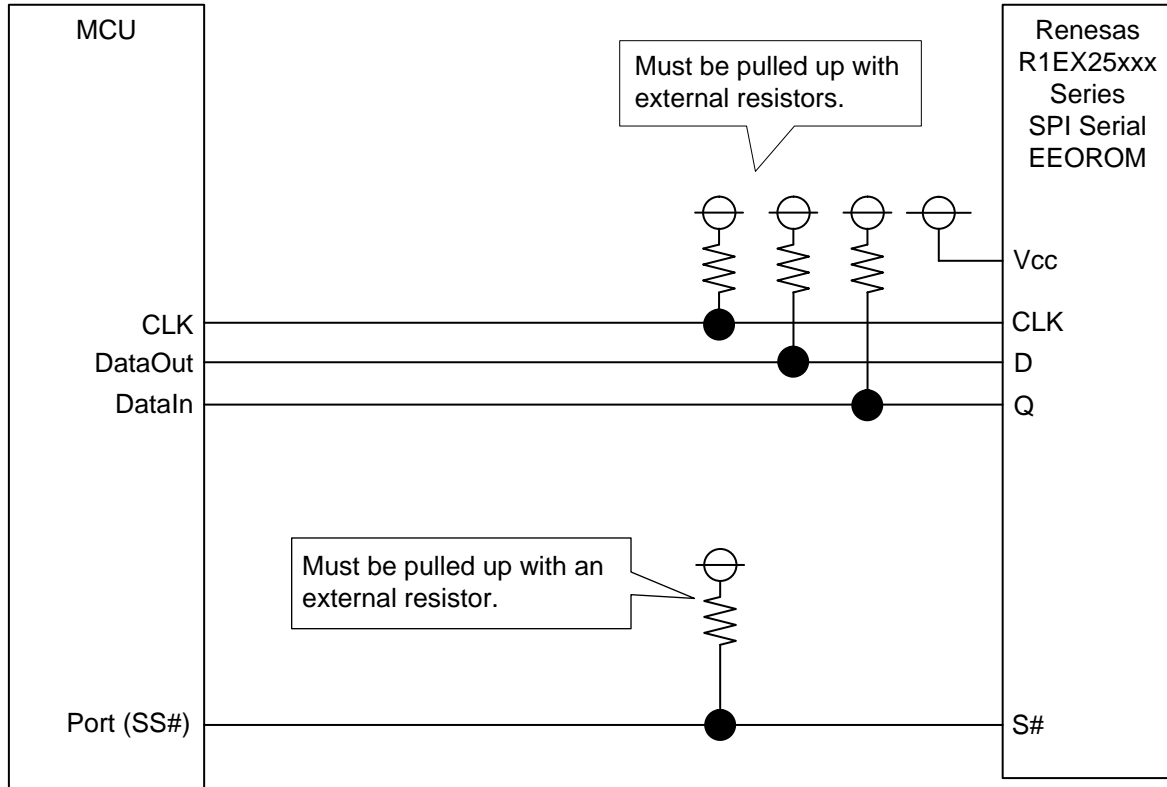 MCU
Renesas
R1EX25xxx
Series
SPI Serial
EEOROM
Must be pulled up with
external resistors.
Vcc
CLK
CLK
DataOut
D
DataIn
Q
Must be pulled up with an
external resistor.
Port (SS#)
S#